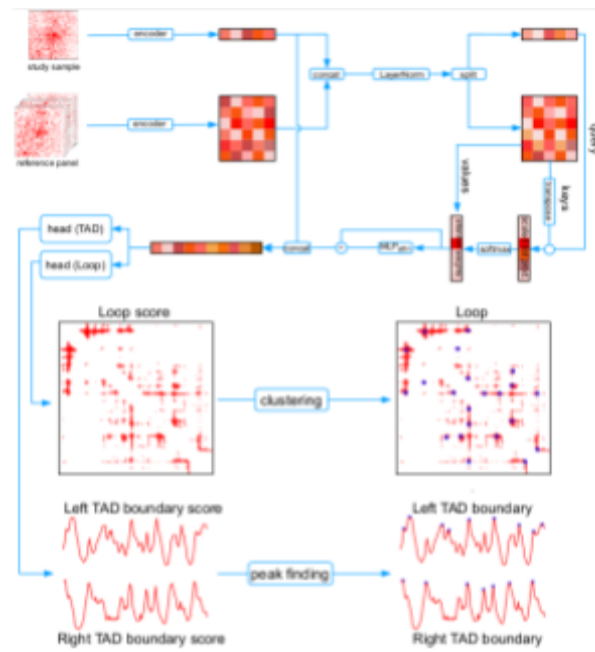 encoder
study sample
concat
LayerNorm
split
encoder
reference panel
query
values
keys
transpose
head (TAD)
head (Loop)
concat
+
softmax
Loop score
Loop
clustering
Left TAD boundary score
Left TAD boundary
peak finding
Right TAD boundary score
Right TAD boundary